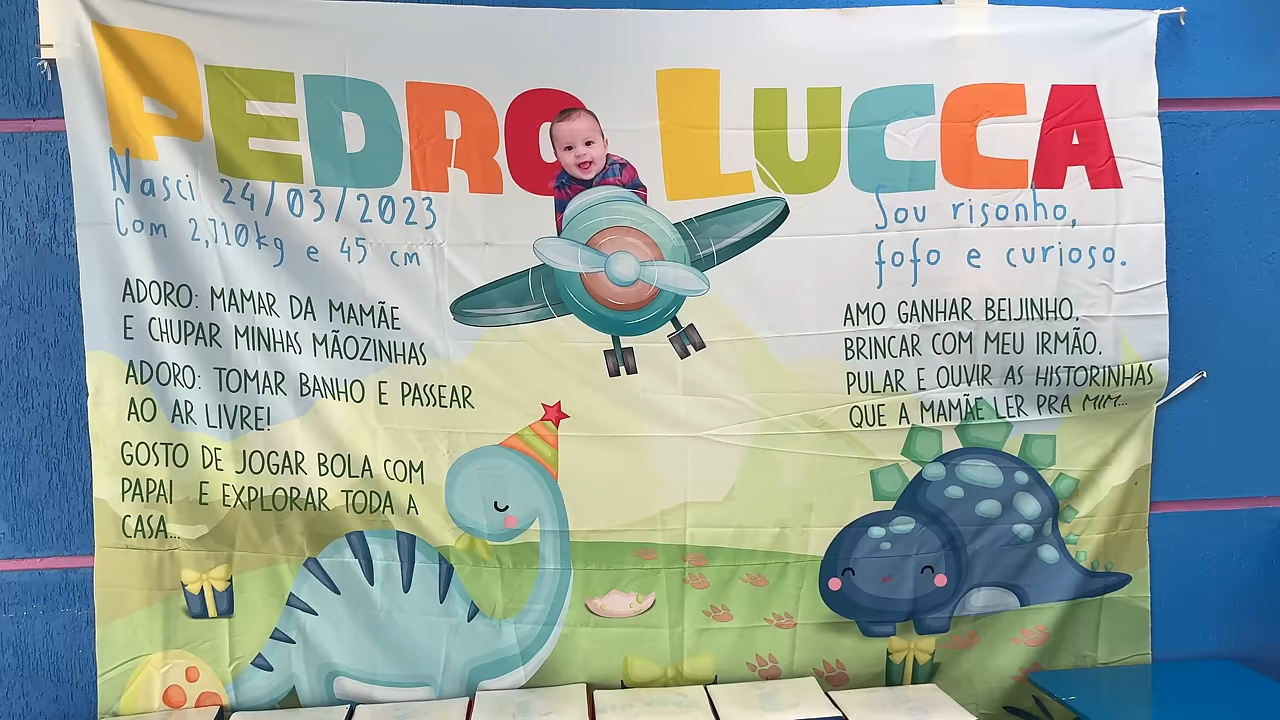 PEDRO LUCCA
Nasci 24/03/2023
Com 2,710kg e 45 cm
ADORO: MAMAR DA MAMÃE
E CHUPAR MINHAS MÃOZINHAS
ADORO: TOMAR BANHO E PASSEAR
AO AR LIVRE!
GOSTO DE JOGAR BOLA COM
PAPAI E EXPLORAR TODA A
CASA...
Sou risonho,
fofo e curioso.
AMO GANHAR BEIJINHO,
BRINCAR COM MEU IRMÃO,
PULAR E OUVIR AS HISTORINHAS
QUE A MAMÃE LER PRA MIM...